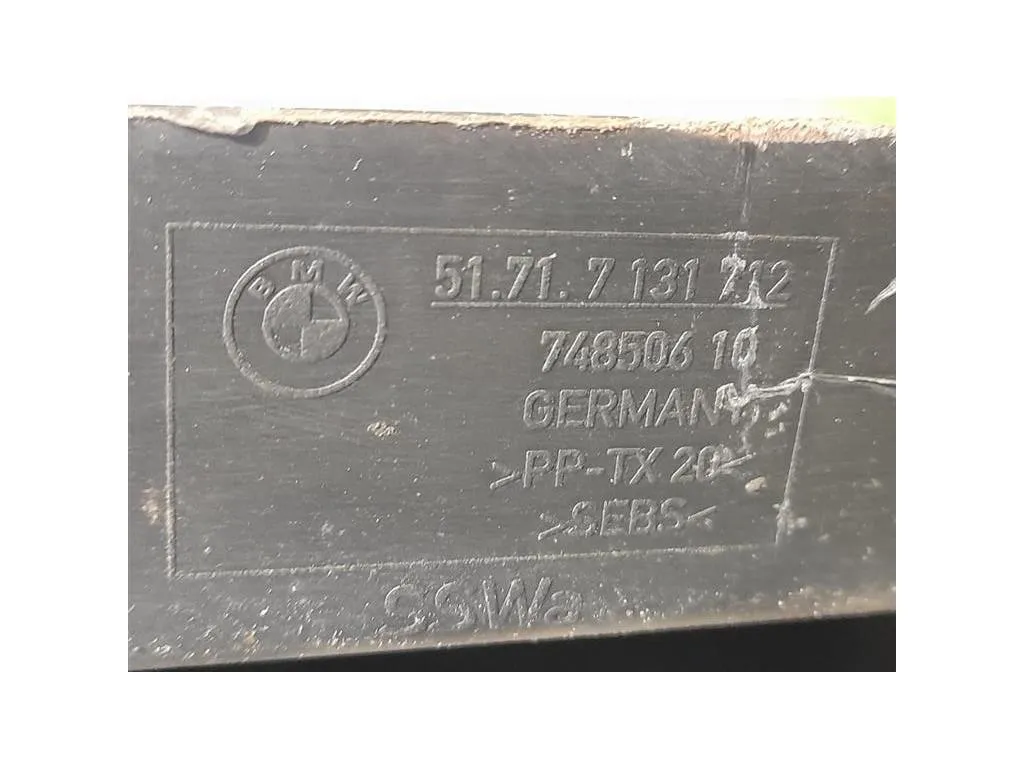 BMW
51.71.7 131 712
748506 10
GERMANY
>PP-TX 20<
>SEBS<